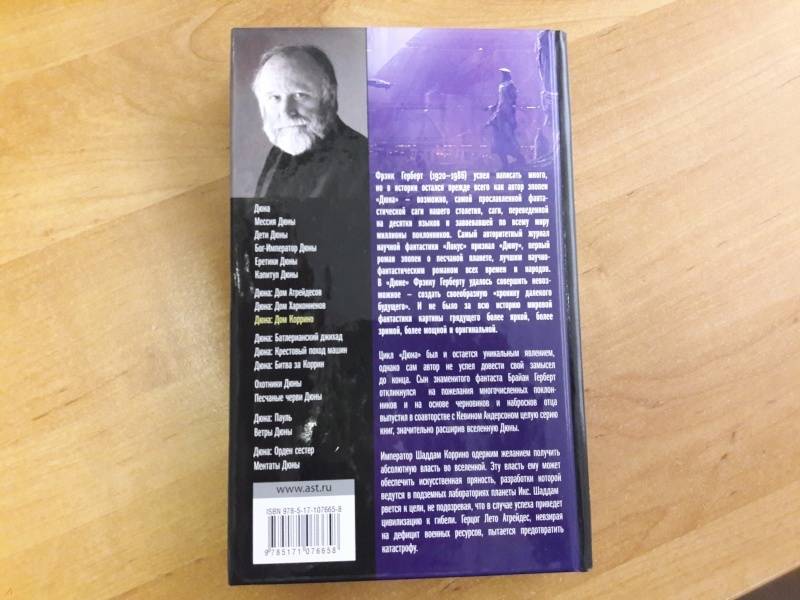 Дюна
Мессия Дюны
Дети Дюны
Бог-Император Дюны
Еретики Дюны
Капитул Дюны
Дюна: Дом Атрейдесов
Дюна: Дом Харконненов
Дюна: Дом Коррино
Дюна: Батлерианский джихад
Дюна: Крестовый поход машин
Дюна: Битва за Коррин
Охотники Дюны
Песчаные черви Дюны
Дюна: Пауль
Ветры Дюны
Дюна: Орден сестер
Ментаты Дюны
www.ast.ru
ISBN 978-5-17-107665-8
9 785171 076658
Фрэнк Герберт (1920–1986) успел написать много,
но в истории остался прежде всего как автор эпопеи
«Дюна» – возможно, самой прославленной фанта-
стической саги нашего столетия, саги, переведенной
на десятки языков и завоевавшей по всему миру
миллионы поклонников. Самый авторитетный журнал
научной фантастики «Локус» признал «Дюну», первый
роман эпопеи о песчаной планете, лучшим научно-
фантастическим романом всех времен и народов.
В «Дюне» Фрэнку Герберту удалось совершить невоз-
можное – создать своеобразную «хронику далекого
будущего». И не было за всю историю мировой
фантастики картины грядущего более яркой, более
зримой, более мощной и оригинальной.
Цикл «Дюна» был и остается уникальным явлением,
однако сам автор не успел довести свой замысел
до конца. Сын знаменитого фантаста Брайан Герберт
откликнулся на пожелания многочисленных поклон-
ников и на основе черновиков и набросков отца
выпустил в соавторстве с Кевином Андерсоном целую серию
книг, значительно расширив вселенную Дюны.
Император Шаддам Коррино одержим желанием получить
абсолютную власть во вселенной. Эту власть ему может
обеспечить искусственная пряность, разработки которой
ведутся в подземных лабораториях планеты Икс. Шаддам
рвется к цели, не подозревая, что в случае успеха приведет
цивилизацию к гибели. Герцог Лето Атрейдес, невзирая
на дефицит военных ресурсов, пытается предотвратить
катастрофу.